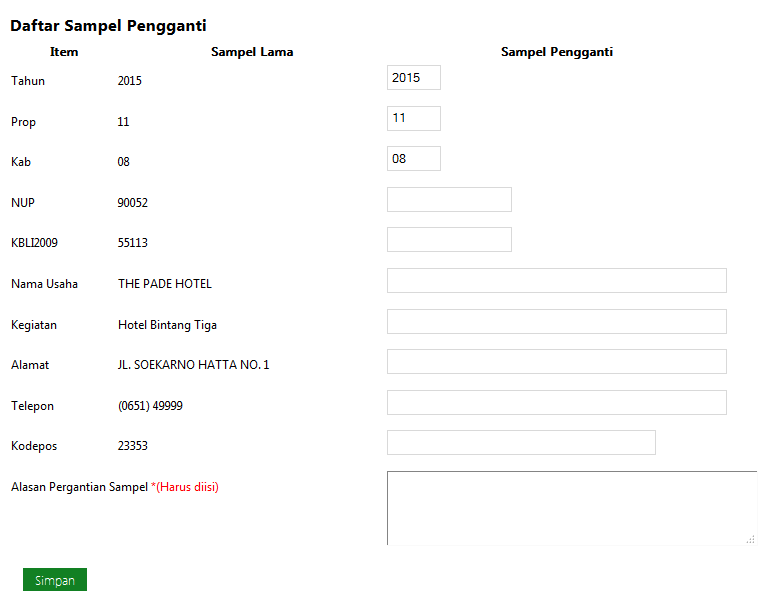 Daftar Sampel Pengganti
Item Sampel Lama Sampel Pengganti
Tahun 2015 2015
Prop 11 11
Kab 08 08
NUP 90052
KBLI2009 55113
Nama Usaha THE PADE HOTEL
Kegiatan Hotel Bintang Tiga
Alamat JL. SOEKARNO HATTA NO. 1
Telepon (0651) 49999
Kodepos 23353
Alasan Pergantian Sampel *(Harus diisi)
Simpan